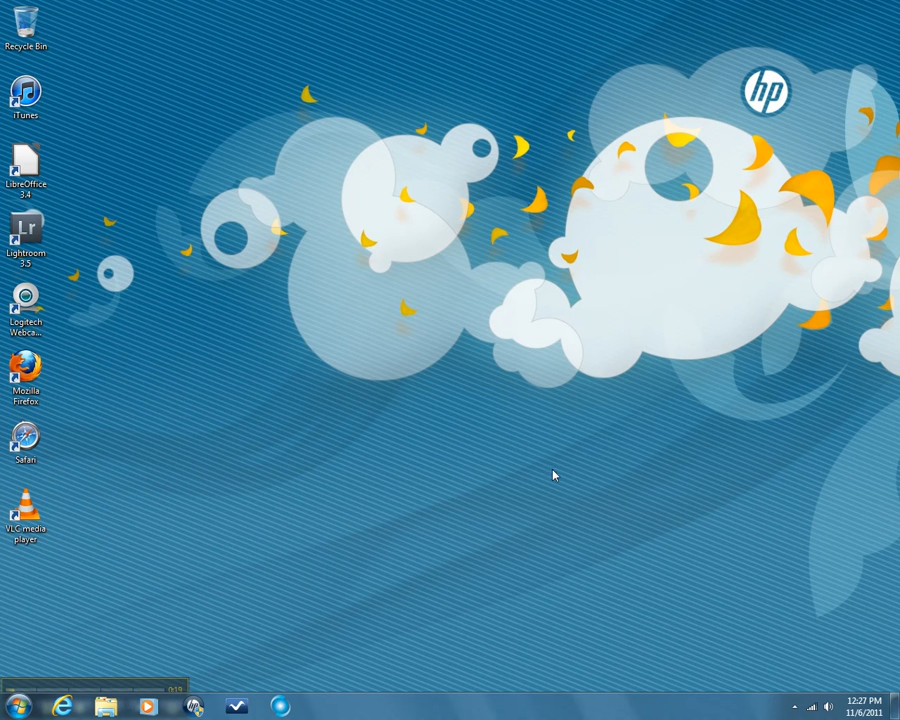 Recycle Bin
iTunes
LibreOffice
3.4
Lr
Lightroom
3.5
Logitech
Webca...
Mozilla
Firefox
Safari
VLC media
player
hp
0:19
hp
12:27 PM
11/6/2011